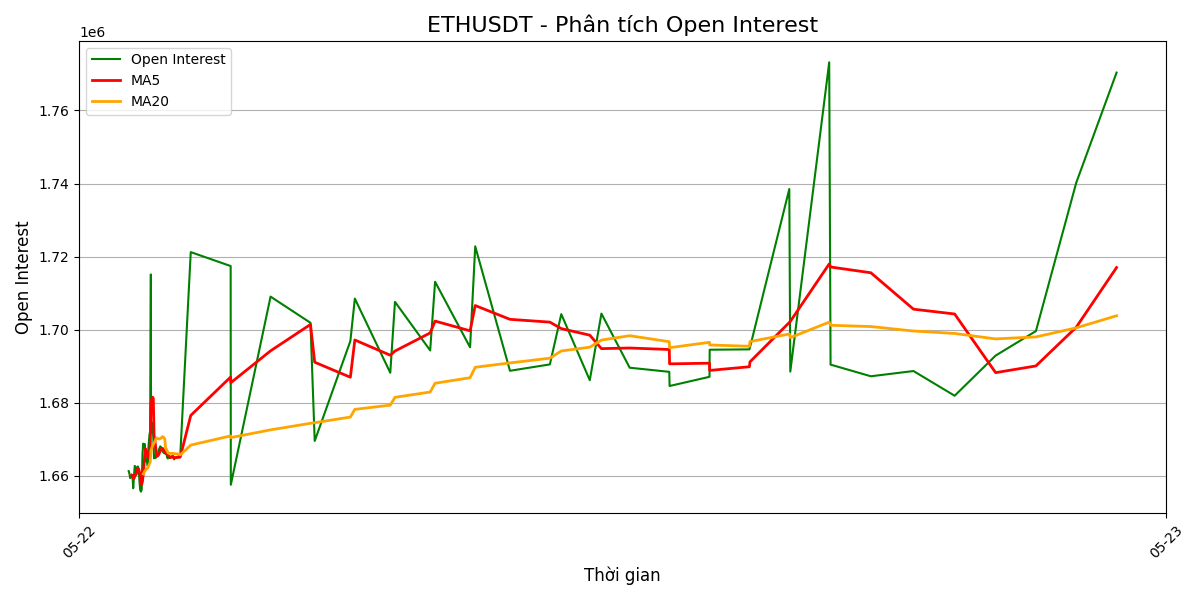 ETHUSDT - Phân tích Open Interest
1e6
Open Interest
MA5
MA20
1.76
1.74
1.72
1.70
1.68
1.66
Open Interest
05-22
05-23
Thời gian